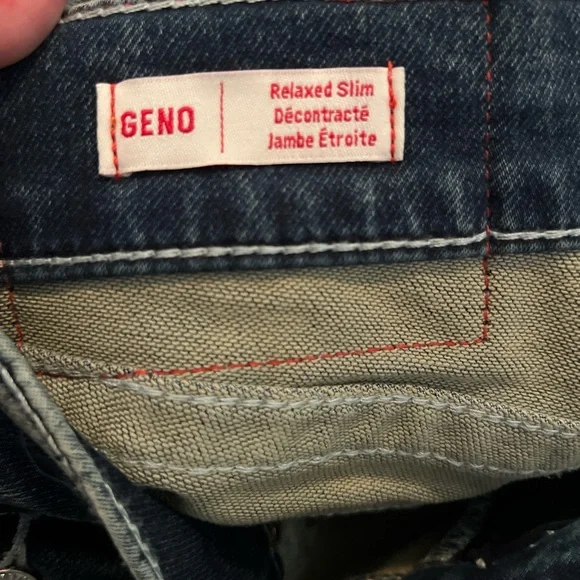 GENO
Relaxed Slim
Décontracté
Jambe Étroite